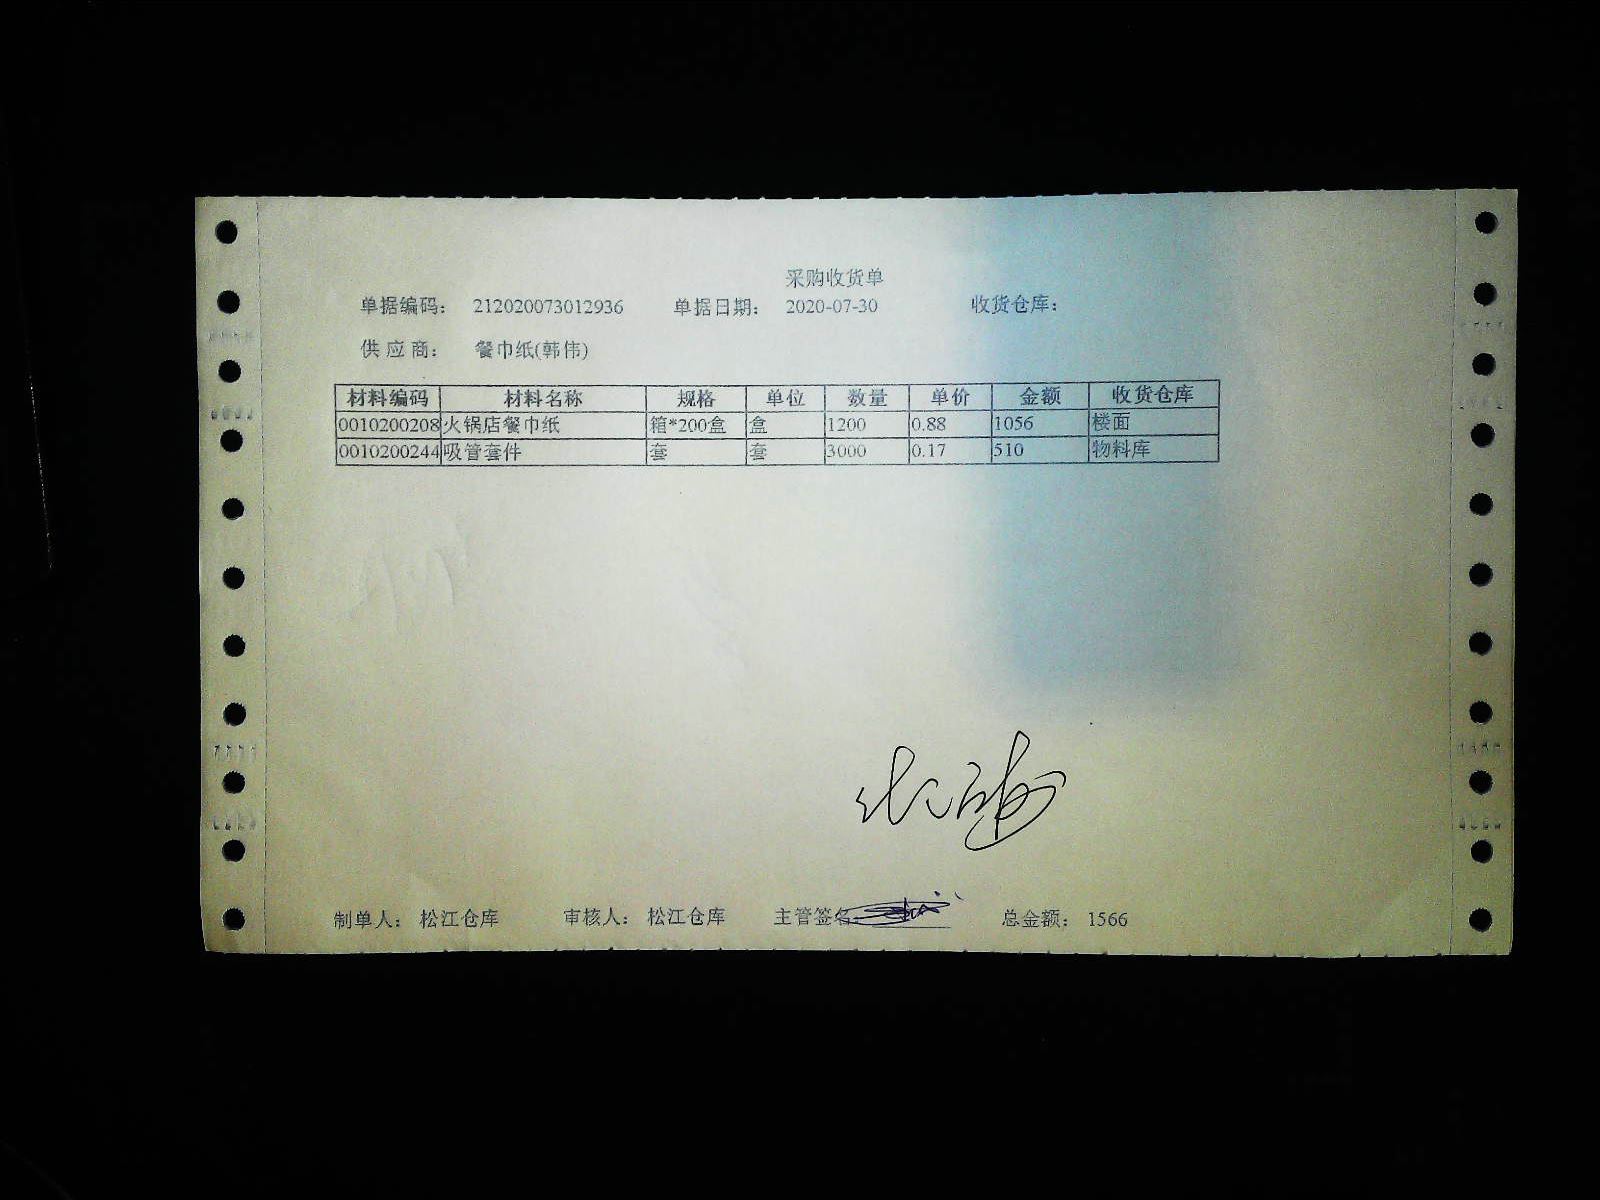 采购收货单
单据编码： 212020073012936 单据日期： 2020-07-30 收货仓库：
供 应 商： 餐巾纸(韩伟)
材料编码 材料名称 规格 单位 数量 单价 金额 收货仓库
0010200208 火锅店餐巾纸 箱*200盒 盒 1200 0.88 1056 楼面
0010200244 吸管套件 套 套 3000 0.17 510 物料库
制单人： 松江仓库 审核人： 松江仓库 主管签名 总金额： 1566